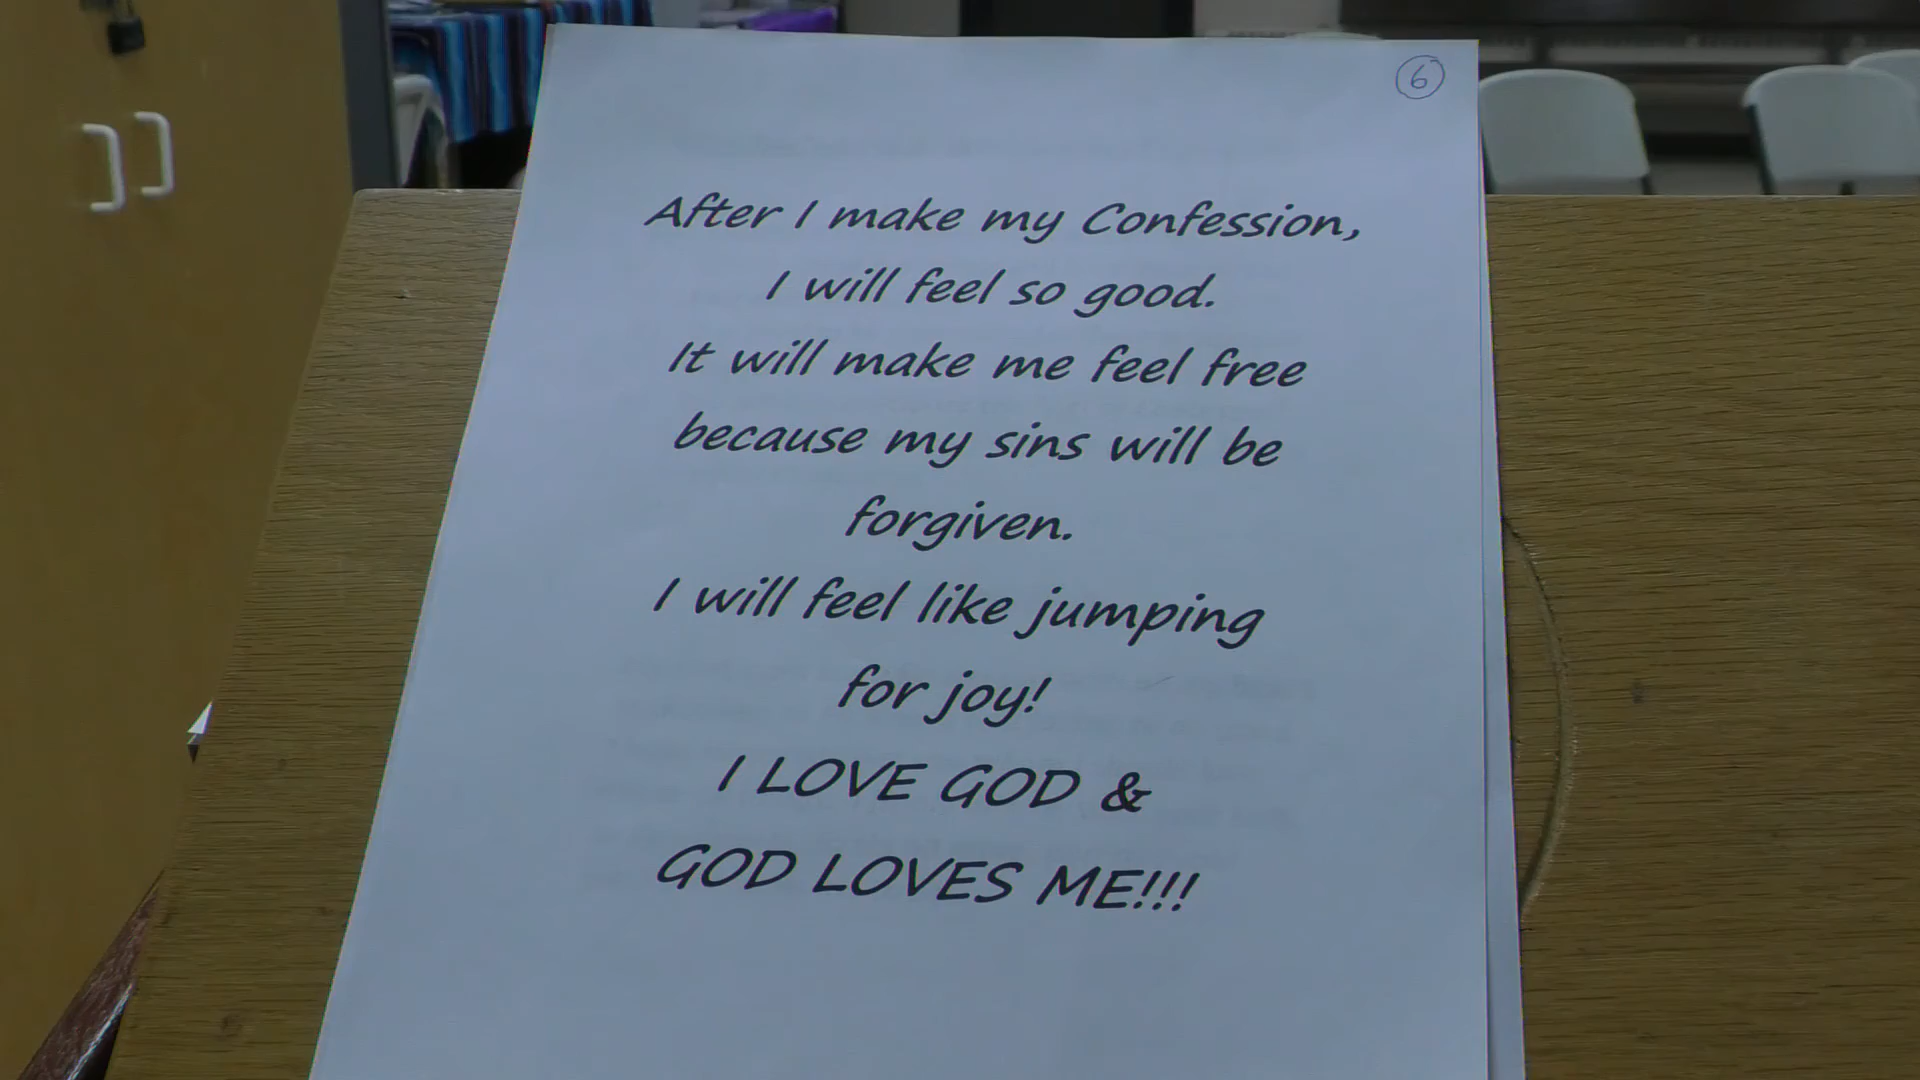 6
After I make my Confession,
I will feel so good.
It will make me feel free
because my sins will be
forgiven.
I will feel like jumping
for joy!
I LOVE GOD &
GOD LOVES ME!!!